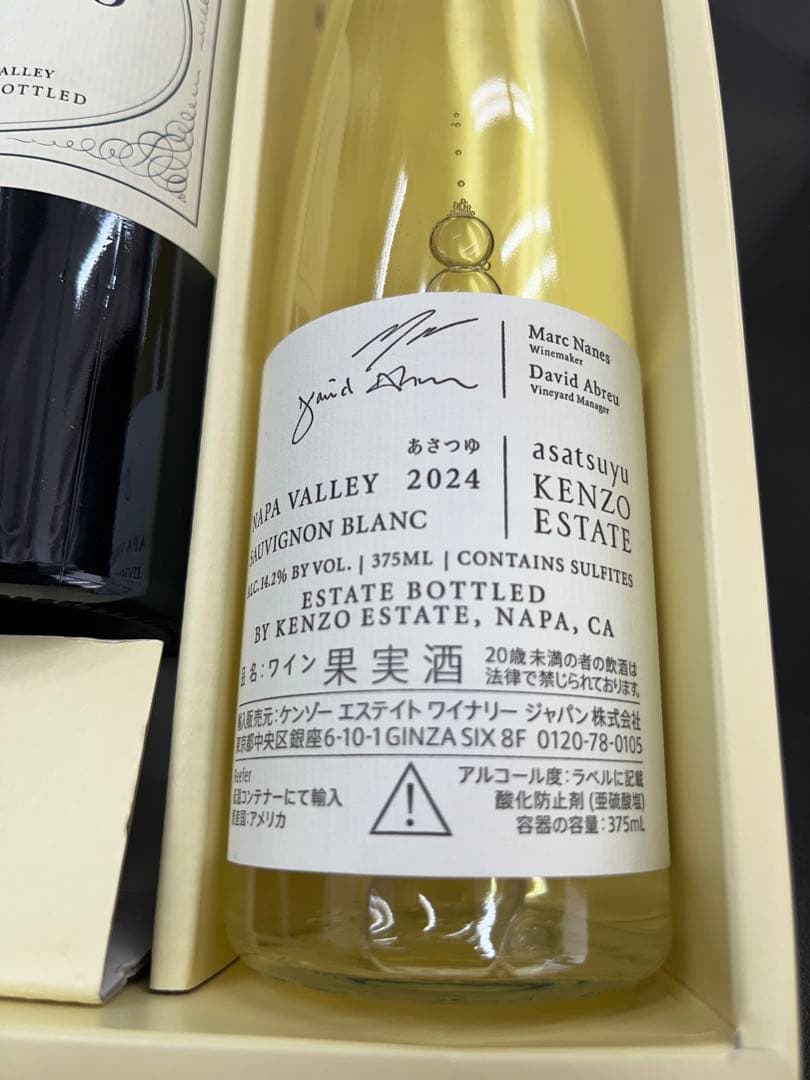 ALLEY
OTTLED
David Abreu
Marc Nanes
Winemaker
David Abreu
Vineyard Manager
あさつゆ
NAPA VALLEY 2024
SAUVIGNON BLANC
asatsuyu
KENZO
ESTATE
ALC.14.2% BY VOL. | 375ML | CONTAINS SULFITES
ESTATE BOTTLED
BY KENZO ESTATE, NAPA, CA
品名:ワイン 果実酒
20歳未満の者の飲酒は
法律で禁じられております。
輸入販売元:ケンゾー エステイト ワイナリー ジャパン株式会社
東京都中央区銀座6-10-1 GINZA SIX 8F 0120-78-0105
Reefer
定温コンテナーにて輸入
原産国:アメリカ
アルコール度:ラベルに記載
酸化防止剤(亜硫酸塩)
容器の容量:375mL